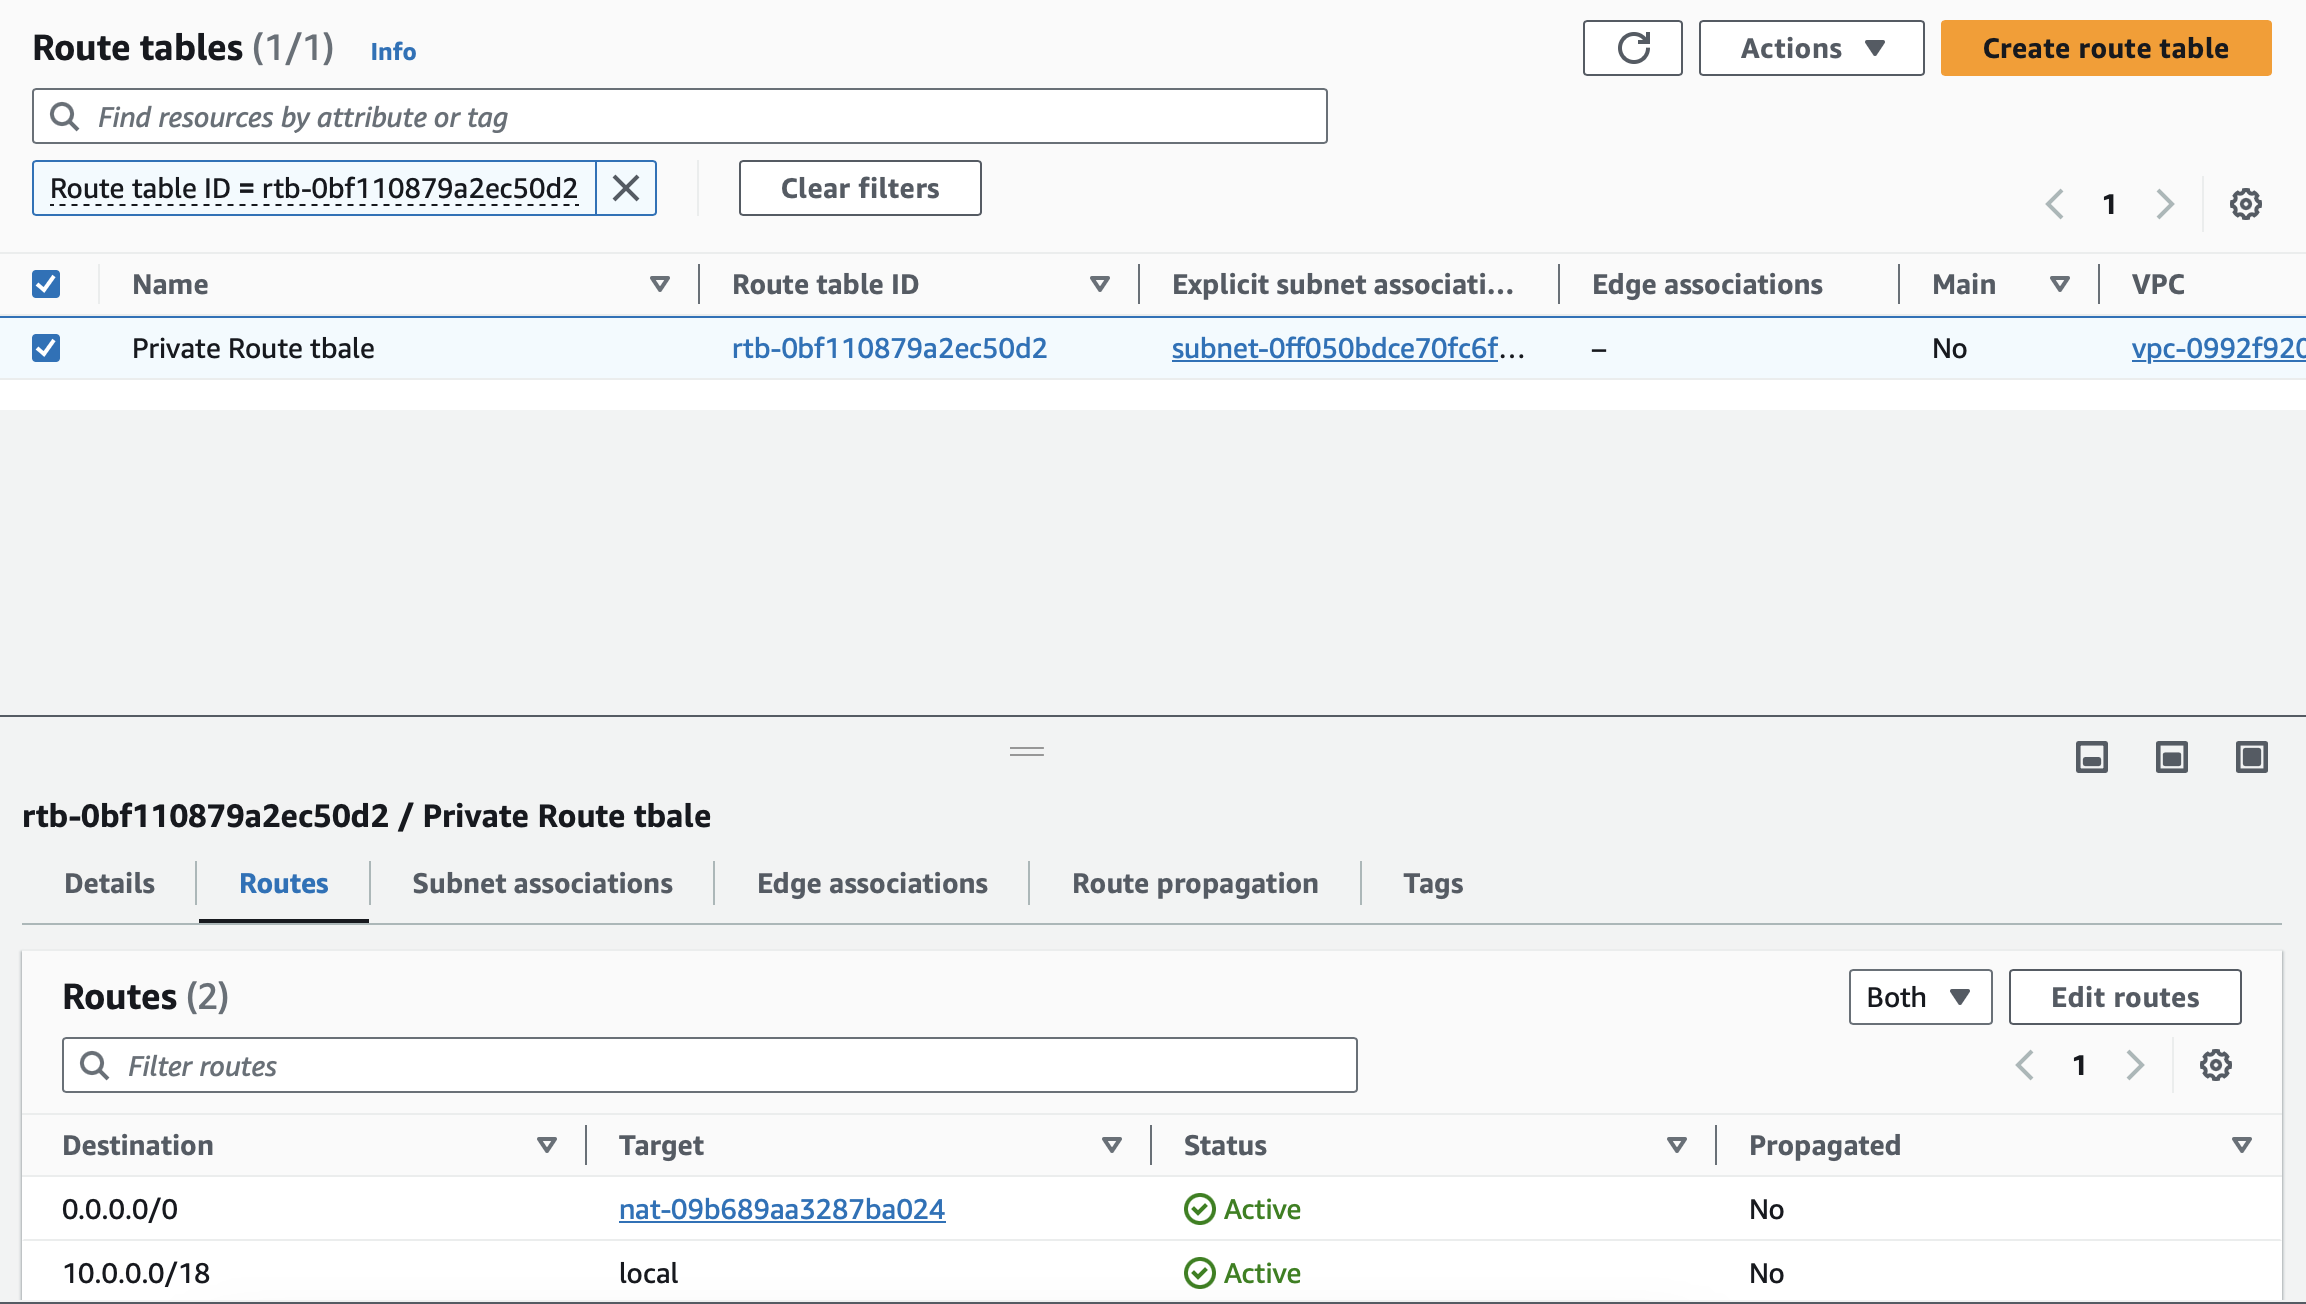 Route tables (1/1) Info
Actions
Create route table
Find resources by attribute or tag
Route table ID = rtb-0bf110879a2ec50d2
Clear filters
1
Name Route table ID Explicit subnet associati... Edge associations Main VPC
Private Route tbale rtb-0bf110879a2ec50d2 subnet-0ff050bdce70fc6f... – No vpc-0992f920
rtb-0bf110879a2ec50d2 / Private Route tbale
Details Routes Subnet associations Edge associations Route propagation Tags
Routes (2)
Both
Edit routes
Filter routes
1
Destination Target Status Propagated
0.0.0.0/0 nat-09b689aa3287ba024 Active No
10.0.0.0/18 local Active No